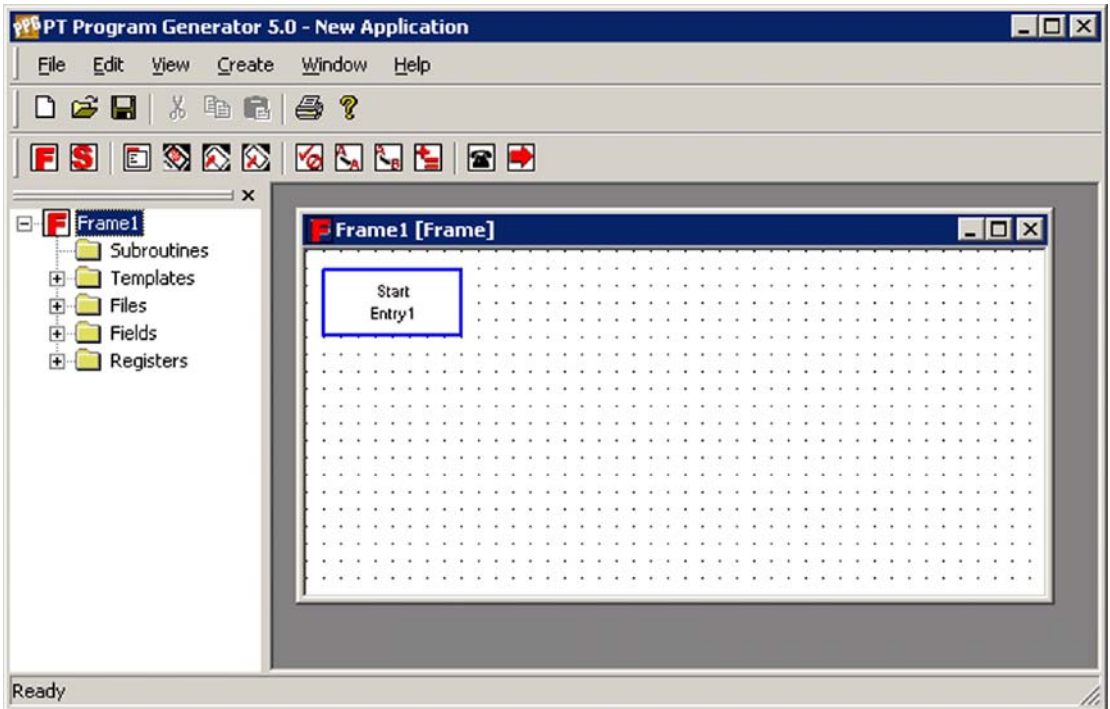 PPG PT Program Generator 5.0 - New Application
File Edit View Create Window Help
F S
Frame1
Subroutines
Templates
Files
Fields
Registers
Frame1 [Frame]
Start
Entry1
Ready